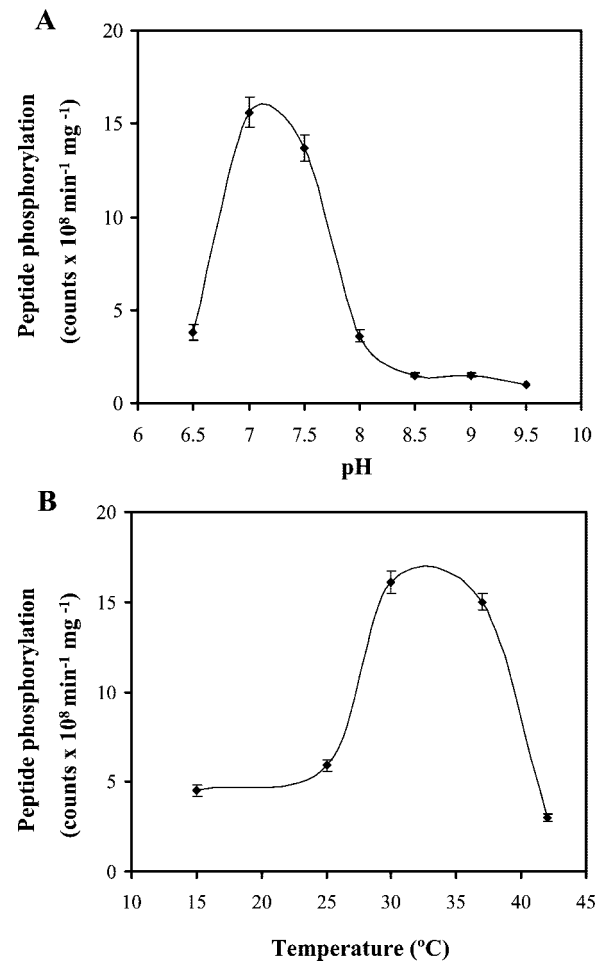 A
Peptide phosphorylation
(counts x 10⁸ min⁻¹ mg ⁻¹)
20
15
10
5
0
6 6.5 7 7.5 8 8.5 9 9.5 10
pH
B
Peptide phosphorylation
(counts x 10⁸ min⁻¹ mg ⁻¹)
20
15
10
5
0
10 15 20 25 30 35 40 45
Temperature (ºC)